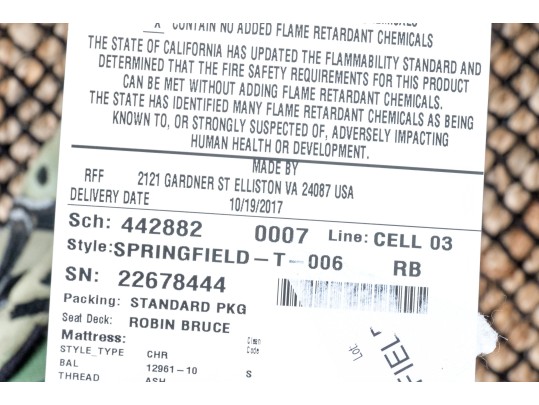 X CONTAIN NO ADDED FLAME RETARDANT CHEMICALS
THE STATE OF CALIFORNIA HAS UPDATED THE FLAMMABILITY STANDARD AND
DETERMINED THAT THE FIRE SAFETY REQUIREMENTS FOR THIS PRODUCT
CAN BE MET WITHOUT ADDING FLAME RETARDANT CHEMICALS.
THE STATE HAS IDENTIFIED MANY FLAME RETARDANT CHEMICALS AS BEING
KNOWN TO, OR STRONGLY SUSPECTED OF, ADVERSELY IMPACTING
HUMAN HEALTH OR DEVELOPMENT.
MADE BY
RFF 2121 GARDNER ST ELLISTON VA 24087 USA
DELIVERY DATE 10/19/2017
Sch: 442882 0007 Line: CELL 03
Style: SPRINGFIELD-T-006 RB
SN: 22678444
Packing: STANDARD PKG
Seat Deck: ROBIN BRUCE
Mattress: Clean
Code
STYLE_TYPE CHR
BAL 12961-10 S
THREAD ASH
Lot
FIEL